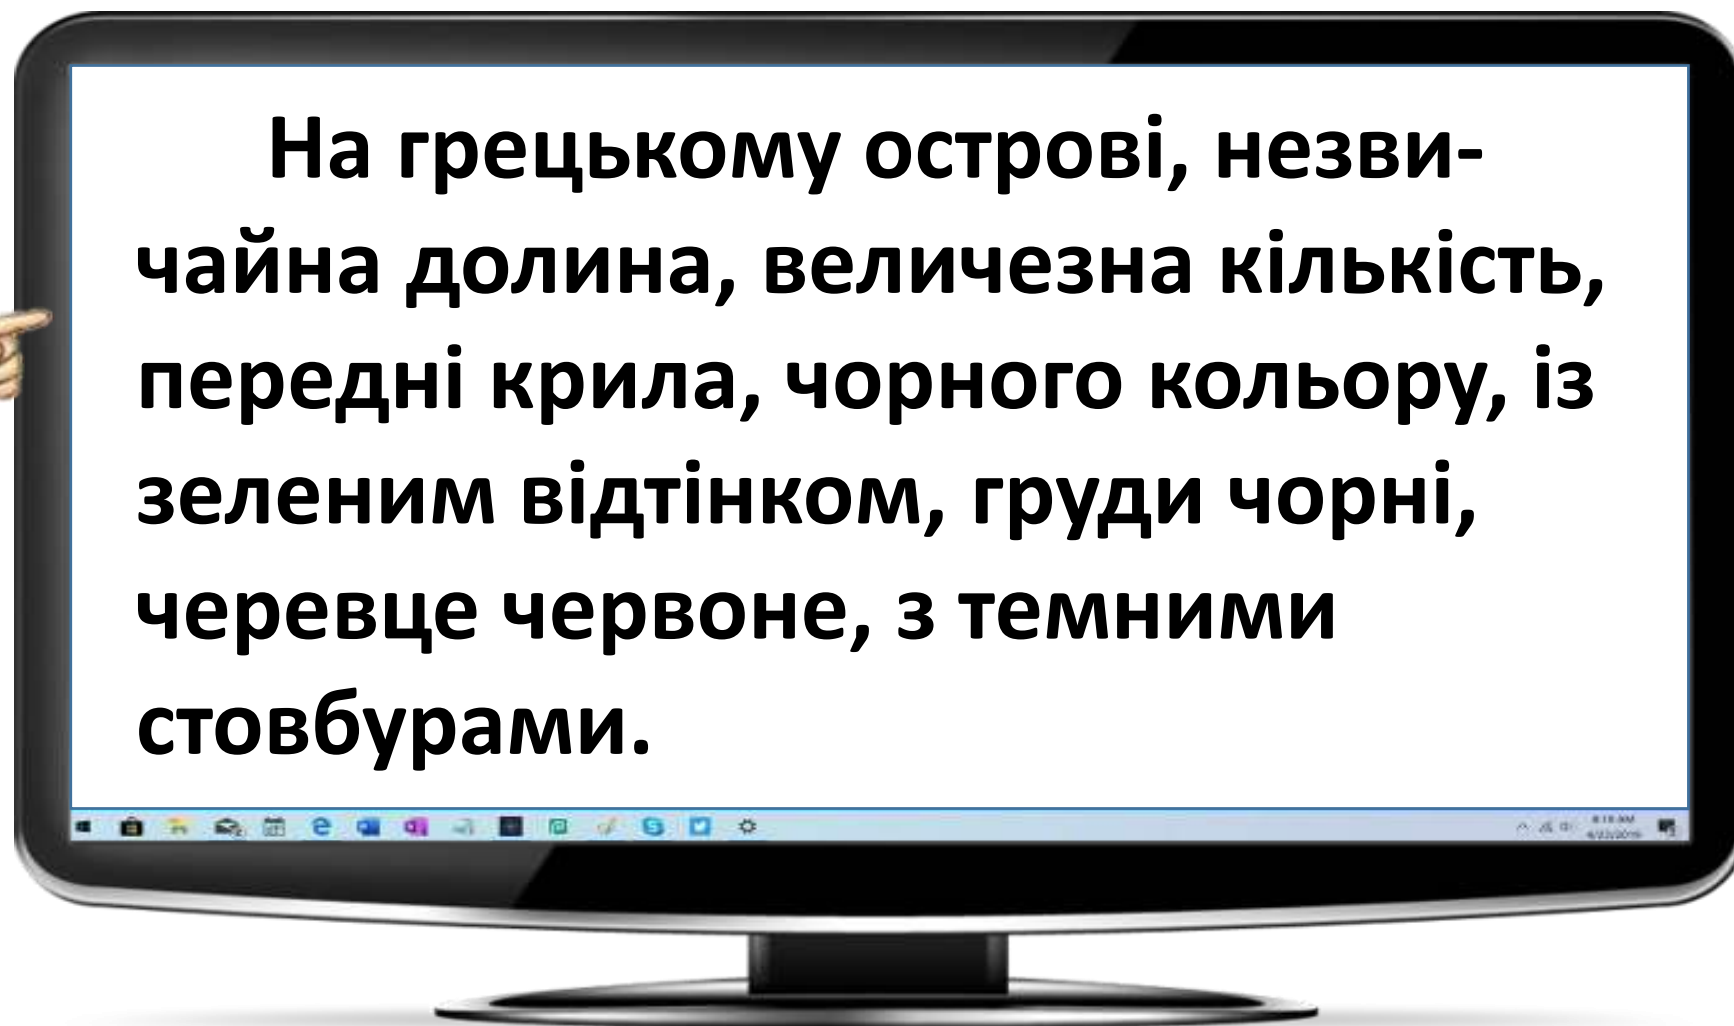 На грецькому острові, незви-
чайна долина, величезна кількість,
передні крила, чорного кольору, із
зеленим відтінком, груди чорні,
черевце червоне, з темними
стовбурами.